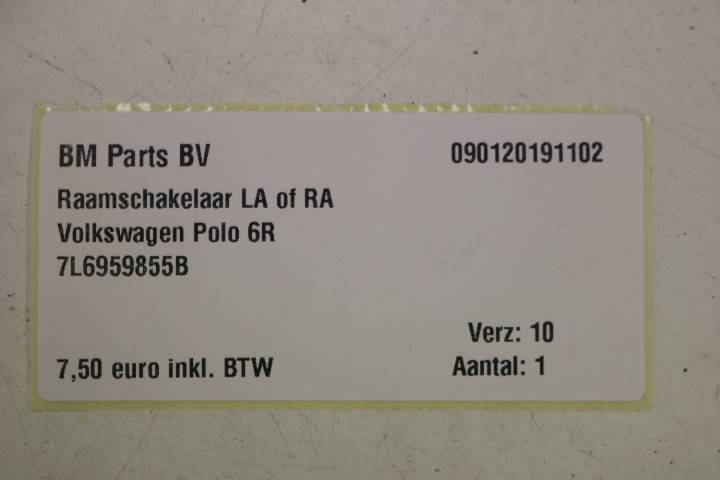 BM Parts BV
090120191102
Raamschakelaar LA of RA
Volkswagen Polo 6R
7L6959855B
Verz: 10
7,50 euro inkl. BTW
Aantal: 1